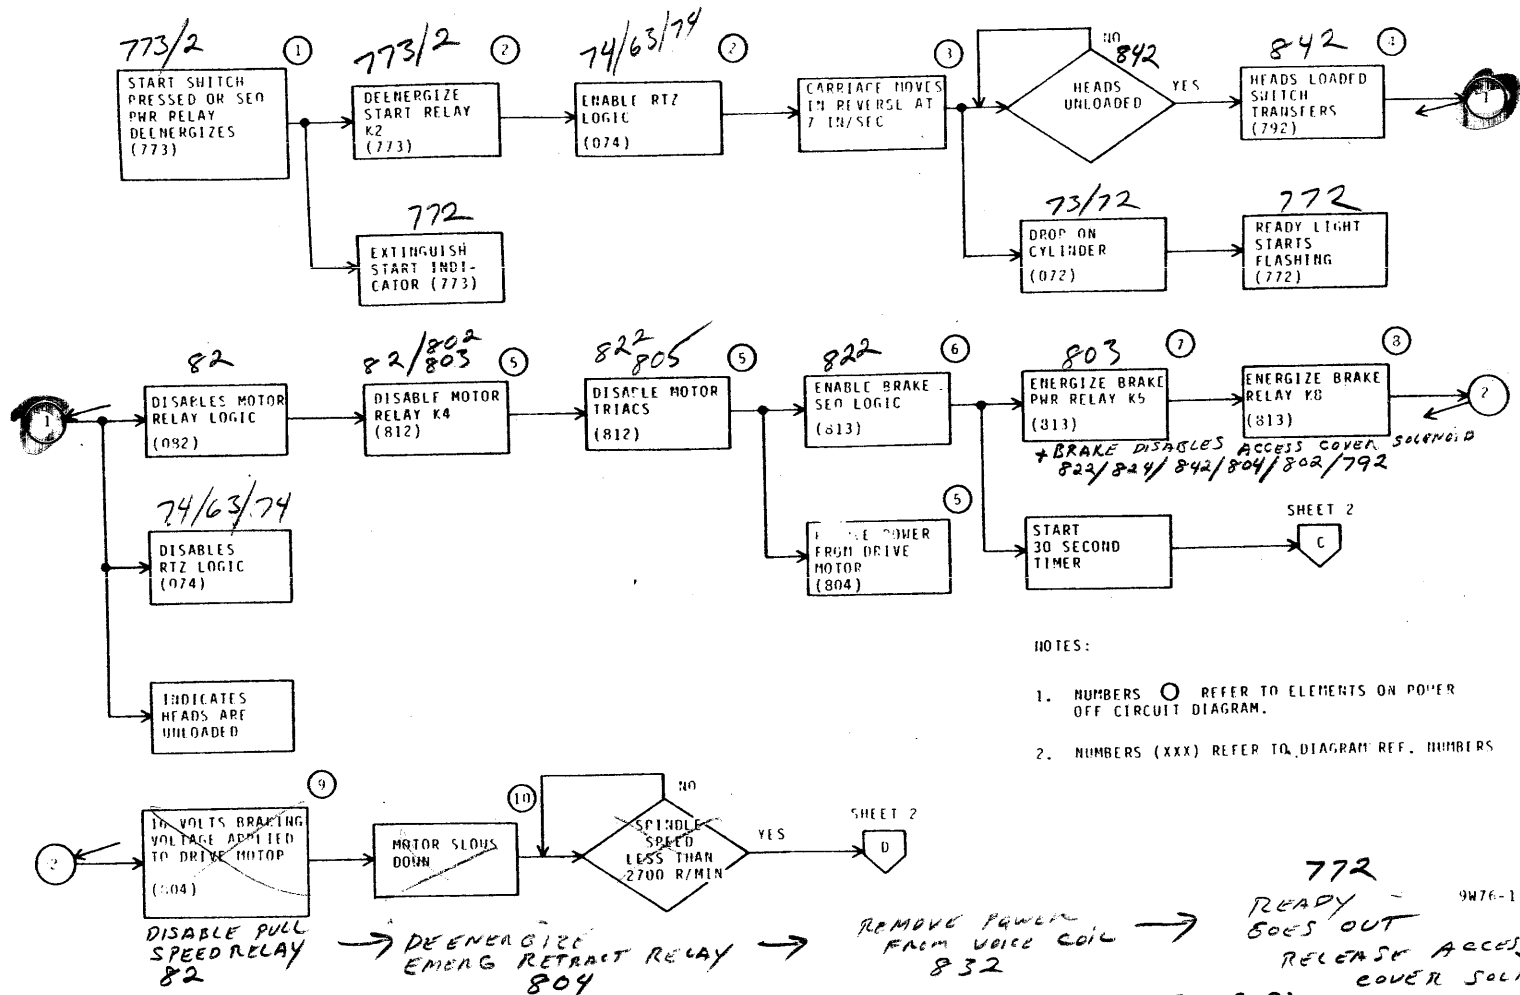 773/2
1
START SWITCH
PRESSED OR SEQ
PWR RELAY
DEENERGIZES
(773)
773/2
2
DEENERGIZE
START RELAY
K2
(773)
74/63/74
2
ENABLE RTZ
LOGIC
(074)
3
CARRIAGE MOVES
IN REVERSE AT
7 IN/SEC
NO
842
HEADS
UNLOADED
YES
842
4
HEADS LOADED
SWITCH
TRANSFERS
(792)
1
772
EXTINGUISH
START INDI-
CATOR (773)
73/72
DROP ON
CYLINDER
(072)
772
READY LIGHT
STARTS
FLASHING
(772)
1
82
DISABLES MOTOR
RELAY LOGIC
(082)
82/802
803
5
DISABLE MOTOR
RELAY K4
(812)
822
805
5
DISABLE MOTOR
TRIACS
(812)
822
6
ENABLE BRAKE
SEQ LOGIC
(813)
803
7
ENERGIZE BRAKE
PWR RELAY K5
(813)
8
ENERGIZE BRAKE
RELAY K8
(813)
2
* BRAKE DISABLES ACCESS COVER SOLENOID
822/824/842/804/802/792
74/63/74
DISABLES
RTZ LOGIC
(074)
5
POWER
FROM DRIVE
MOTOR
(804)
START
30 SECOND
TIMER
SHEET 2
C
INDICATES
HEADS ARE
UNLOADED
NOTES:
1. NUMBERS O REFER TO ELEMENTS ON POWER
OFF CIRCUIT DIAGRAM.
2. NUMBERS (XXX) REFER TO DIAGRAM REF. NUMBERS
2
9
16 VOLTS BRAKING
VOLTAGE APPLIED
TO DRIVE MOTOR
(804)
10
MOTOR SLOWS
DOWN
NO
SPINDLE
SPEED
LESS THAN
2700 R/MIN
YES
SHEET 2
D
DISABLE PULL
SPEED RELAY
82
→ DEENERGIZE
EMERG RETRACT RELAY
804
→ REMOVE POWER
FROM VOICE COIL
832
→ 772
READY
GOES OUT
9W76-1
RELEASE ACCESS
COVER